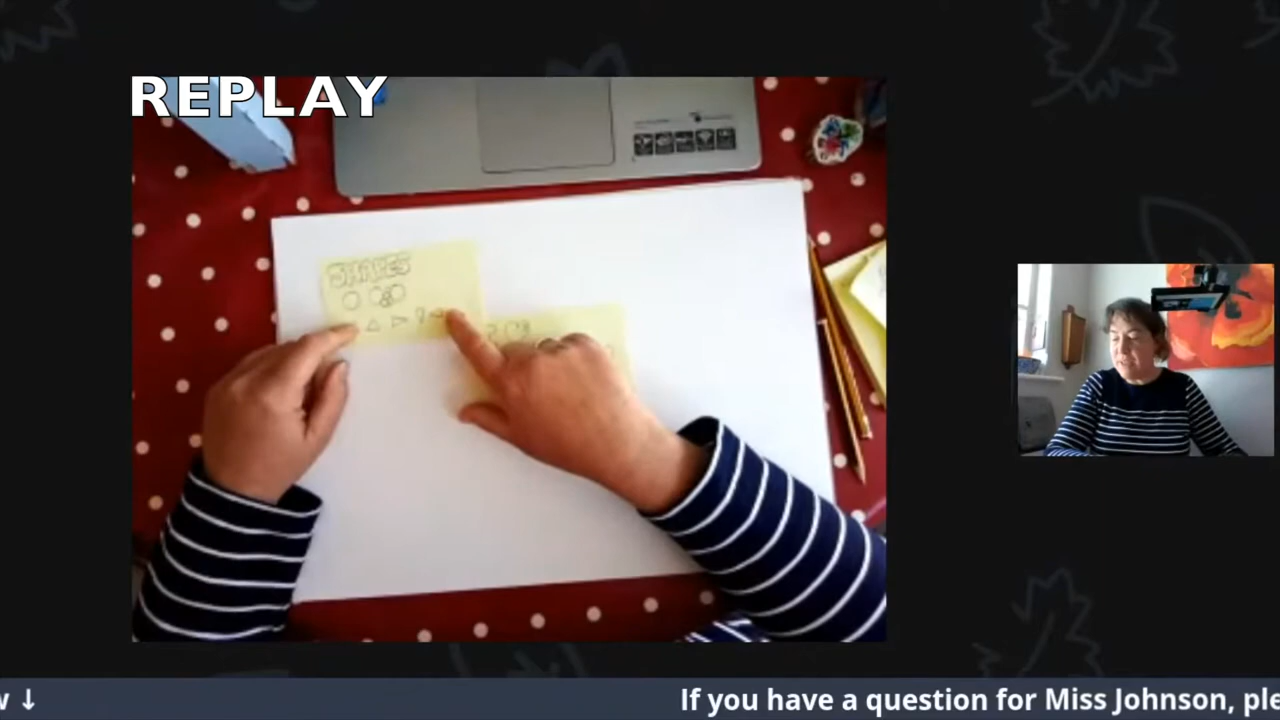 REPLAY
SHAPES
w ↓
If you have a question for Miss Johnson, ple